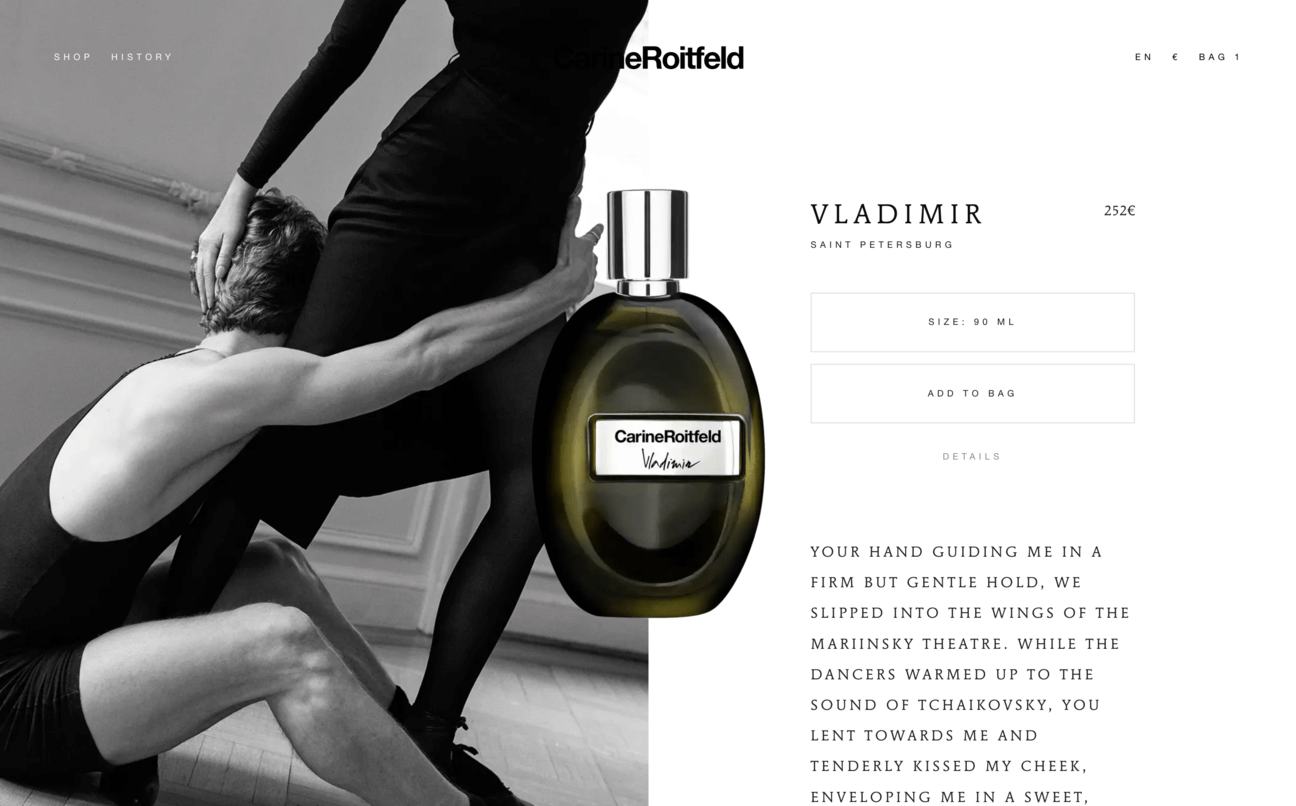 SHOP HISTORY
CarineRoitfeld
EN € BAG 1
VLADIMIR
252€
SAINT PETERSBURG
SIZE: 90 ML
ADD TO BAG
DETAILS
CarineRoitfeld
Vladimir
YOUR HAND GUIDING ME IN A
FIRM BUT GENTLE HOLD, WE
SLIPPED INTO THE WINGS OF THE
MARIINSKY THEATRE. WHILE THE
DANCERS WARMED UP TO THE
SOUND OF TCHAIKOVSKY, YOU
LENT TOWARDS ME AND
TENDERLY KISSED MY CHEEK,
ENVELOPING ME IN A SWEET,